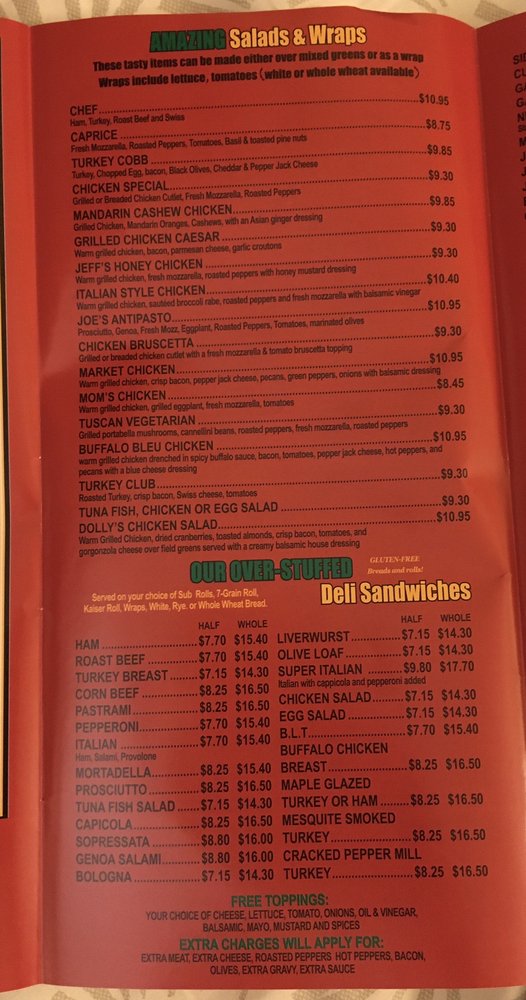 AMAZING Salads & Wraps
These tasty items can be made either over mixed greens or as a wrap
Wraps include lettuce, tomatoes (white or whole wheat available)
CHEF $10.95
Ham, Turkey, Roast Beef and Swiss
CAPRICE $8.75
Fresh Mozzarella, Roasted Peppers, Tomatoes, Basil & toasted pine nuts
TURKEY COBB $9.85
Turkey, Chopped Egg, bacon, Black Olives, Cheddar & Pepper Jack Cheese
CHICKEN SPECIAL $9.30
Grilled or Breaded Chicken Cutlet, Fresh Mozzarella, Roasted Peppers
MANDARIN CASHEW CHICKEN $9.85
Grilled Chicken, Mandarin Oranges, Cashews, with an Asian ginger dressing
GRILLED CHICKEN CAESAR $9.30
Warm grilled chicken, bacon, parmesan cheese, garlic croutons
JEFF'S HONEY CHICKEN $9.30
Warm grilled chicken, fresh mozzarella, roasted peppers with honey mustard dressing
ITALIAN STYLE CHICKEN $10.40
Warm grilled chicken, sautéed broccoli rabe, roasted peppers and fresh mozzarella with balsamic vinegar
JOE'S ANTIPASTO $10.95
Prosciutto, Genoa, Fresh Mozz, Eggplant, Roasted Peppers, Tomatoes, marinated olives
CHICKEN BRUSCETTA $9.30
Grilled or breaded chicken cutlet with a fresh mozzarella & tomato bruscetta topping
MARKET CHICKEN $10.95
Warm grilled chicken, crisp bacon, pepper jack cheese, pecans, green peppers, onions with balsamic dressing
MOM'S CHICKEN $8.45
Warm grilled chicken, grilled eggplant, fresh mozzarella, tomatoes
TUSCAN VEGETARIAN $9.30
Grilled portabella mushrooms, cannellini beans, roasted peppers, fresh mozzarella, roasted peppers
BUFFALO BLEU CHICKEN $10.95
warm grilled chicken drenched in spicy buffalo sauce, bacon, tomatoes, pepper jack cheese, hot peppers, and
pecans with a blue cheese dressing
TURKEY CLUB $9.30
Roasted Turkey, crisp bacon, Swiss cheese, tomatoes
TUNA FISH, CHICKEN OR EGG SALAD $9.30
DOLLY'S CHICKEN SALAD $10.95
Warm Grilled Chicken, dried cranberries, toasted almonds, crisp bacon, tomatoes, and
gorgonzola cheese over field greens served with a creamy balsamic house dressing
OUR OVER-STUFFED
Deli Sandwiches
GLUTEN-FREE
Breads and rolls!
Served on your choice of Sub Rolls, 7-Grain Roll,
Kaiser Roll, Wraps, White, Rye. or Whole Wheat Bread.
HALF WHOLE
HAM $7.70 $15.40
ROAST BEEF $7.70 $15.40
TURKEY BREAST $7.15 $14.30
CORN BEEF $8.25 $16.50
PASTRAMI $8.25 $16.50
PEPPERONI $7.70 $15.40
ITALIAN $7.70 $15.40
Ham, Salami, Provolone
MORTADELLA $8.25 $15.40
PROSCIUTTO $8.25 $16.50
TUNA FISH SALAD $7.15 $14.30
CAPICOLA $8.25 $16.50
SOPRESSATA $8.80 $16.00
GENOA SALAMI $8.80 $16.00
BOLOGNA $7.15 $14.30
HALF WHOLE
LIVERWURST $7.15 $14.30
OLIVE LOAF $7.15 $14.30
SUPER ITALIAN $9.80 $17.70
Italian with cappicola and pepperoni added
CHICKEN SALAD $7.15 $14.30
EGG SALAD $7.15 $14.30
B.L.T. $7.70 $15.40
BUFFALO CHICKEN
BREAST $8.25 $16.50
MAPLE GLAZED
TURKEY OR HAM $8.25 $16.50
MESQUITE SMOKED
TURKEY $8.25 $16.50
CRACKED PEPPER MILL
TURKEY $8.25 $16.50
FREE TOPPINGS:
YOUR CHOICE OF CHEESE, LETTUCE, TOMATO, ONIONS, OIL & VINEGAR,
BALSAMIC, MAYO, MUSTARD AND SPICES
EXTRA CHARGES WILL APPLY FOR:
EXTRA MEAT, EXTRA CHEESE, ROASTED PEPPERS HOT PEPPERS, BACON,
OLIVES, EXTRA GRAVY, EXTRA SAUCE